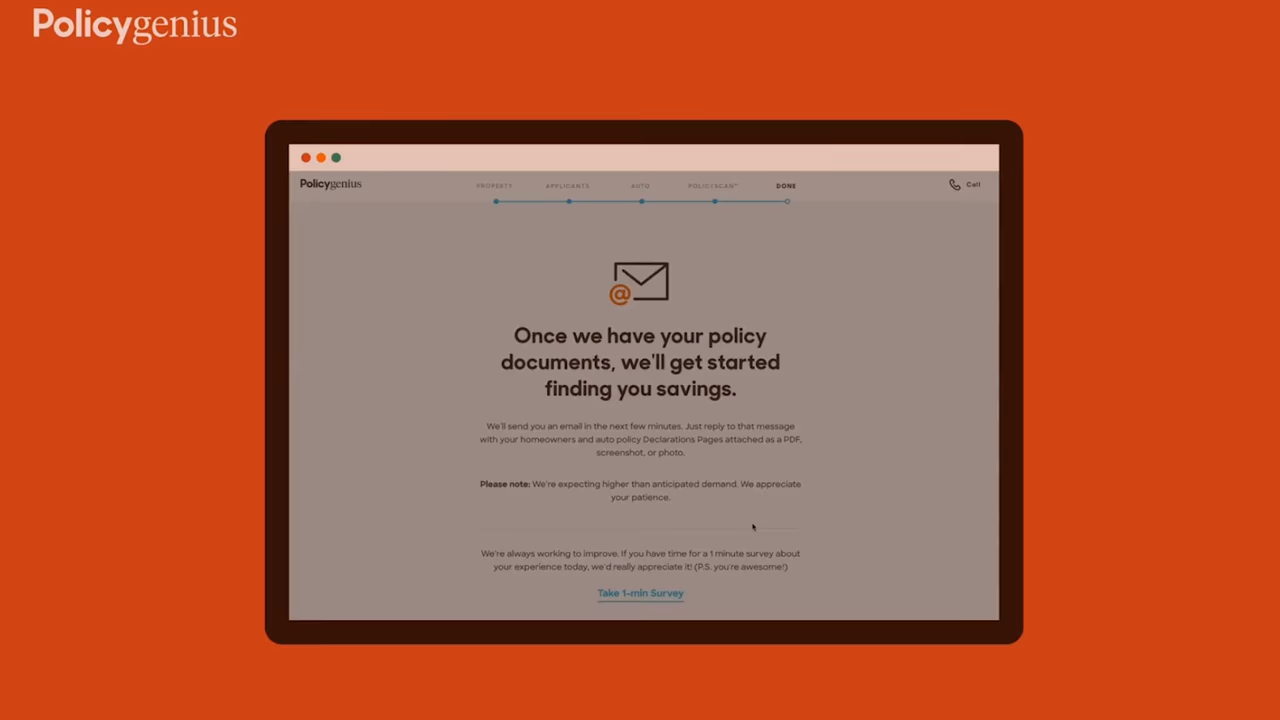 Policygenius
Policygenius
PROPERTY APPLICANTS AUTO POLICYSCAN™ DONE
Call
Once we have your policy
documents, we'll get started
finding you savings.
We'll send you an email in the next few minutes. Just reply to that message
with your homeowners and auto policy Declarations Pages attached as a PDF,
screenshot, or photo.
Please note: We're expecting higher than anticipated demand. We appreciate
your patience.
We're always working to improve. If you have time for a 1 minute survey about
your experience today, we'd really appreciate it! (P.S. you're awesome!)
Take 1-min Survey